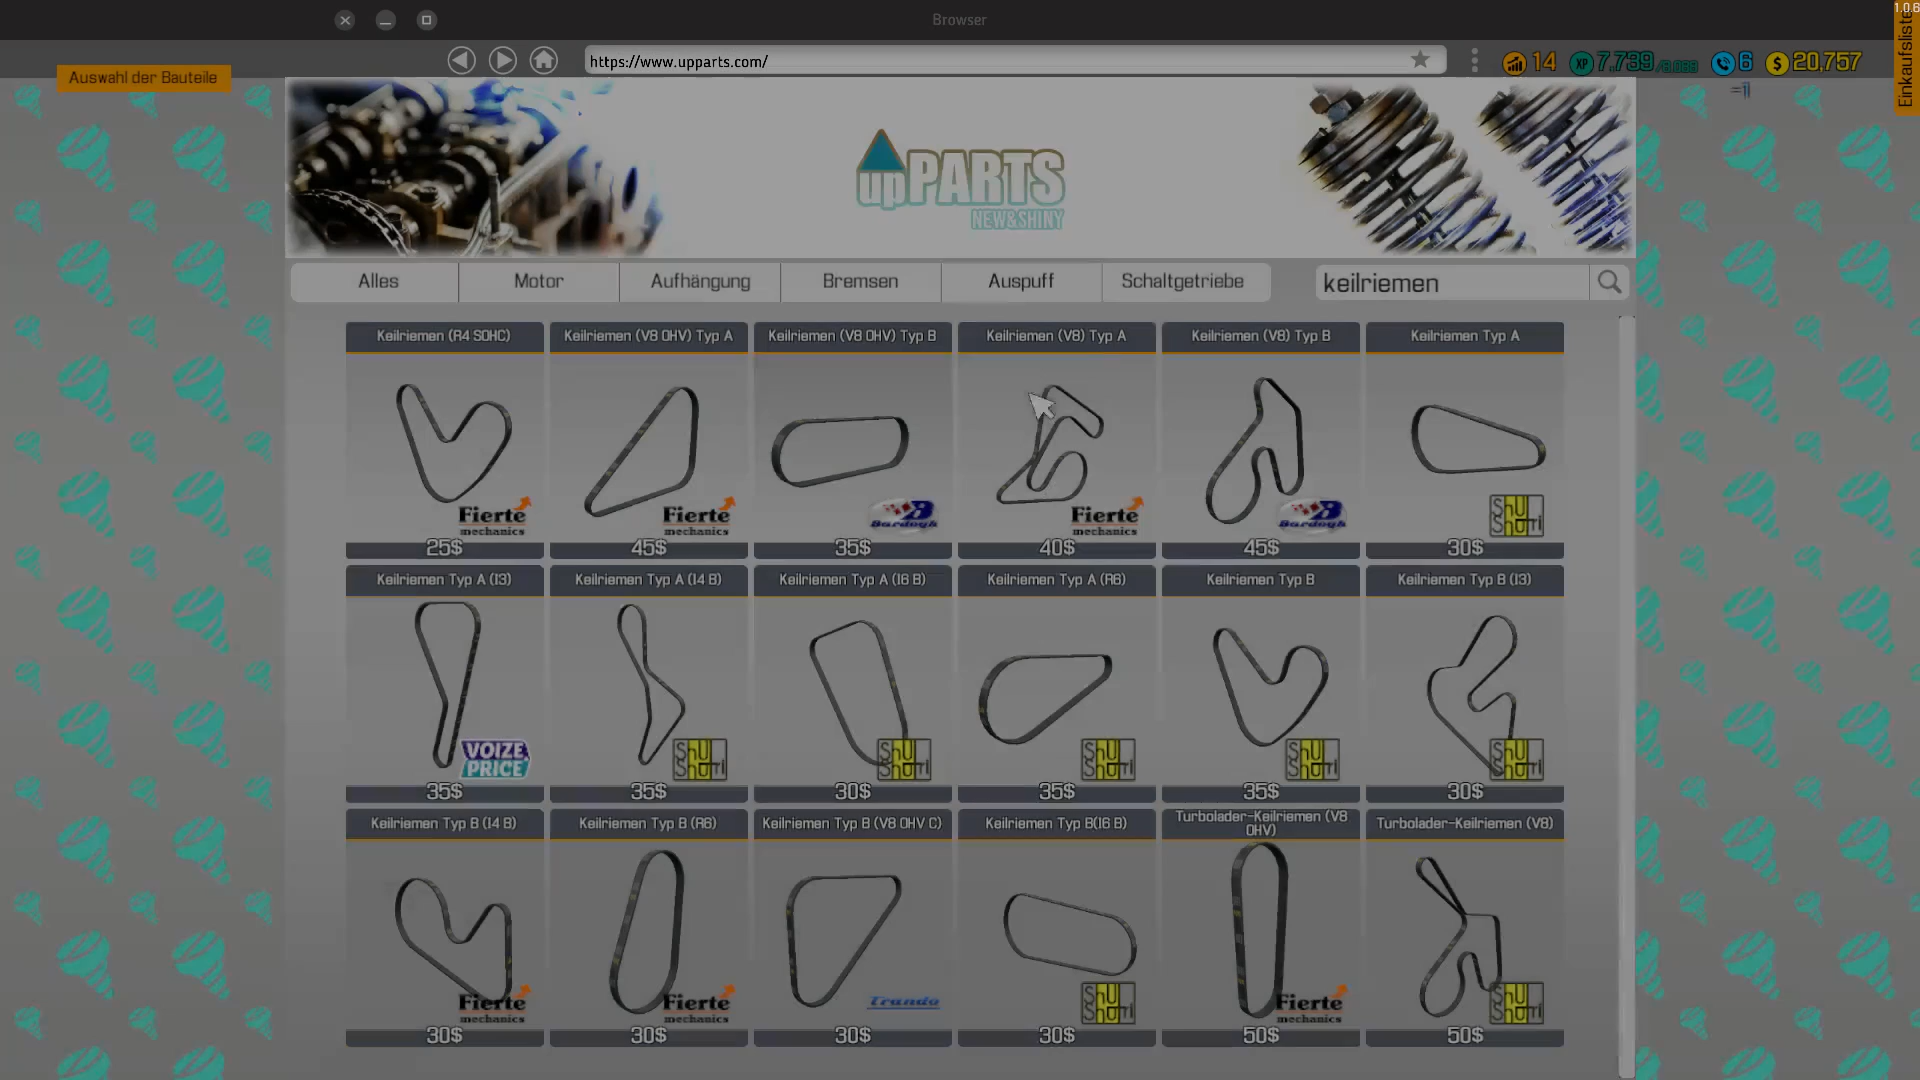 1.0.6
Browser
https://www.upparts.com/
14
XP
7,739
6
$
20,757
Einkaufsliste
Auswahl der Bauteile
upPARTS
NEW&SHINY
Alles
Motor
Aufhängung
Bremsen
Auspuff
Schaltgetriebe
keilriemen
Keilriemen (R4 SOHC)
Keilriemen (V8 OHV) Typ A
Keilriemen (V8 OHV) Typ B
Keilriemen (V8) Typ A
Keilriemen (V8) Typ B
Keilriemen Typ A
Fierte
mechanics
Fierte
mechanics
Bardogh
Fierte
mechanics
Bardogh
25$
45$
35$
40$
45$
30$
Keilriemen Typ A (I3)
Keilriemen Typ A (I4 B)
Keilriemen Typ A (I6 B)
Keilriemen Typ A (R6)
Keilriemen Typ B
Keilriemen Typ B (I3)
VOIZE
PRICE
35$
35$
30$
35$
35$
30$
Keilriemen Typ B (I4 B)
Keilriemen Typ B (R6)
Keilriemen Typ B (V8 OHV C)
Keilriemen Typ B(I6 B)
Turbolader-Keilriemen (V8
OHV)
Turbolader-Keilriemen (V8)
Fierte
mechanics
Fierte
mechanics
Trando
Fierte
mechanics
30$
30$
30$
30$
50$
50$